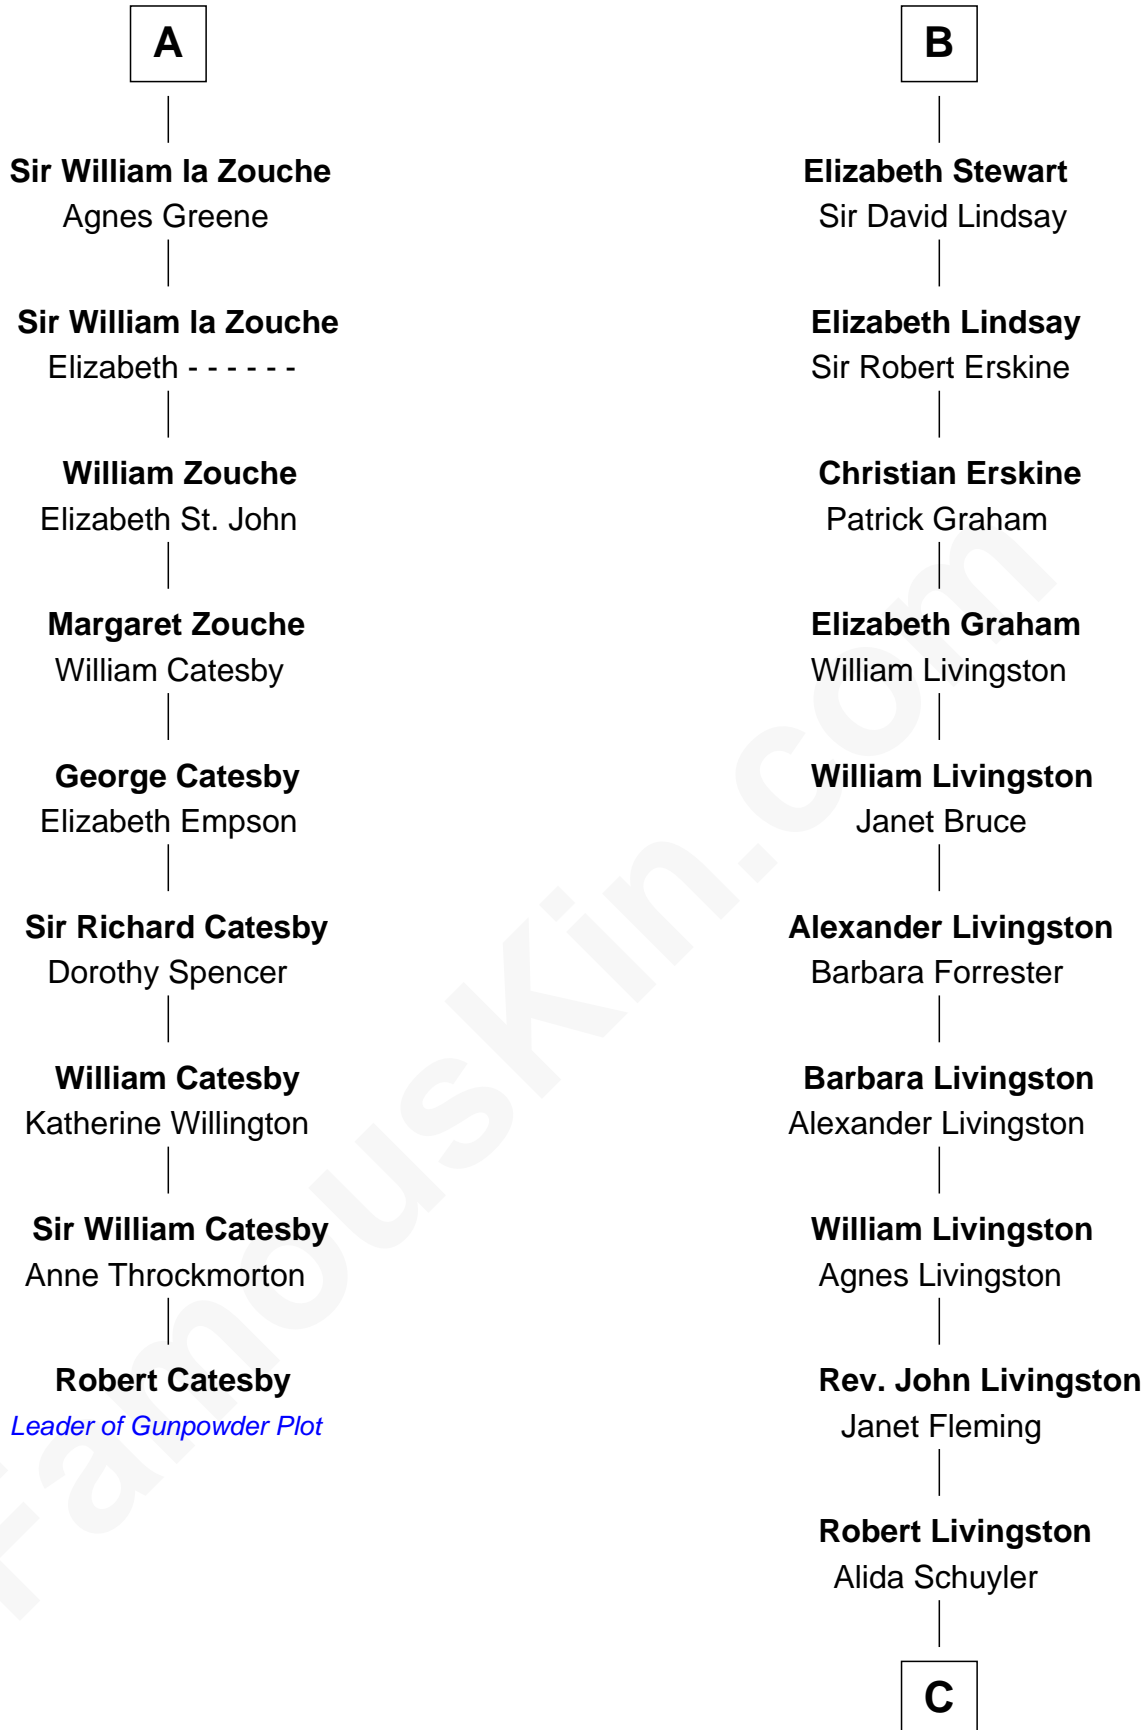 A
Sir William la Zouche
Agnes Greene
Sir William la Zouche
Elizabeth - - - - - -
William Zouche
Elizabeth St. John
Margaret Zouche
William Catesby
George Catesby
Elizabeth Empson
Sir Richard Catesby
Dorothy Spencer
William Catesby
Katherine Willington
Sir William Catesby
Anne Throckmorton
Robert Catesby
Leader of Gunpowder Plot
B
Elizabeth Stewart
Sir David Lindsay
Elizabeth Lindsay
Sir Robert Erskine
Christian Erskine
Patrick Graham
Elizabeth Graham
William Livingston
William Livingston
Janet Bruce
Alexander Livingston
Barbara Forrester
Barbara Livingston
Alexander Livingston
William Livingston
Agnes Livingston
Rev. John Livingston
Janet Fleming
Robert Livingston
Alida Schuyler
C
FamousKin.com